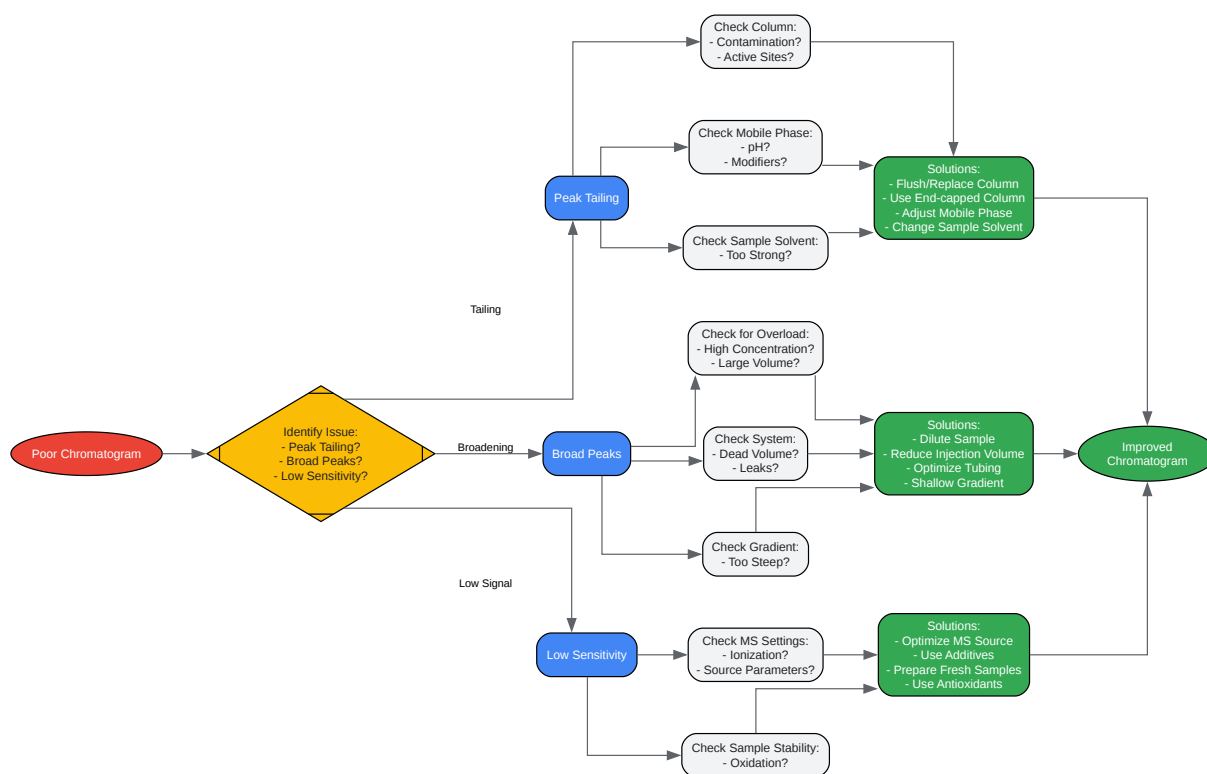 Check Column:
- Contamination?
- Active Sites?
Check Mobile Phase:
- pH?
- Modifiers?
Solutions:
- Flush/Replace Column
- Use End-capped Column
- Adjust Mobile Phase
- Change Sample Solvent
Peak Tailing
Check Sample Solvent:
- Too Strong?
Tailing
Check for Overload:
- High Concentration?
- Large Volume?
Poor Chromatogram
Identify Issue:
- Peak Tailing?
- Broad Peaks?
- Low Sensitivity?
Broadening
Broad Peaks
Check System:
- Dead Volume?
- Leaks?
Solutions:
- Dilute Sample
- Reduce Injection Volume
- Optimize Tubing
- Shallow Gradient
Improved
Chromatogram
Check Gradient:
- Too Steep?
Low Signal
Low Sensitivity
Check MS Settings:
- Ionization?
- Source Parameters?
Solutions:
- Optimize MS Source
- Use Additives
- Prepare Fresh Samples
- Use Antioxidants
Check Sample Stability:
- Oxidation?